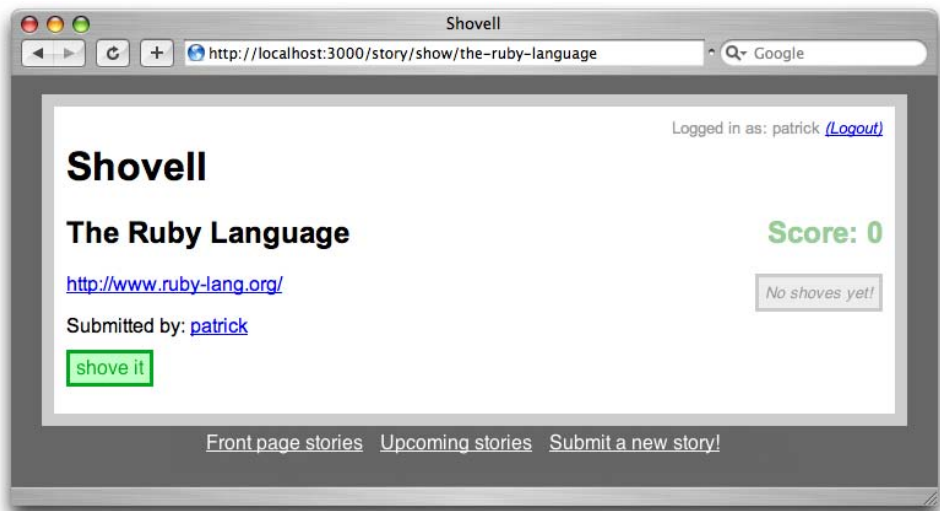 Shovell
http://localhost:3000/story/show/the-ruby-language
Google
Logged in as: patrick (Logout)
Shovell
The Ruby Language
Score: 0
http://www.ruby-lang.org/
No shoves yet!
Submitted by: patrick
shove it
Front page stories Upcoming stories Submit a new story!